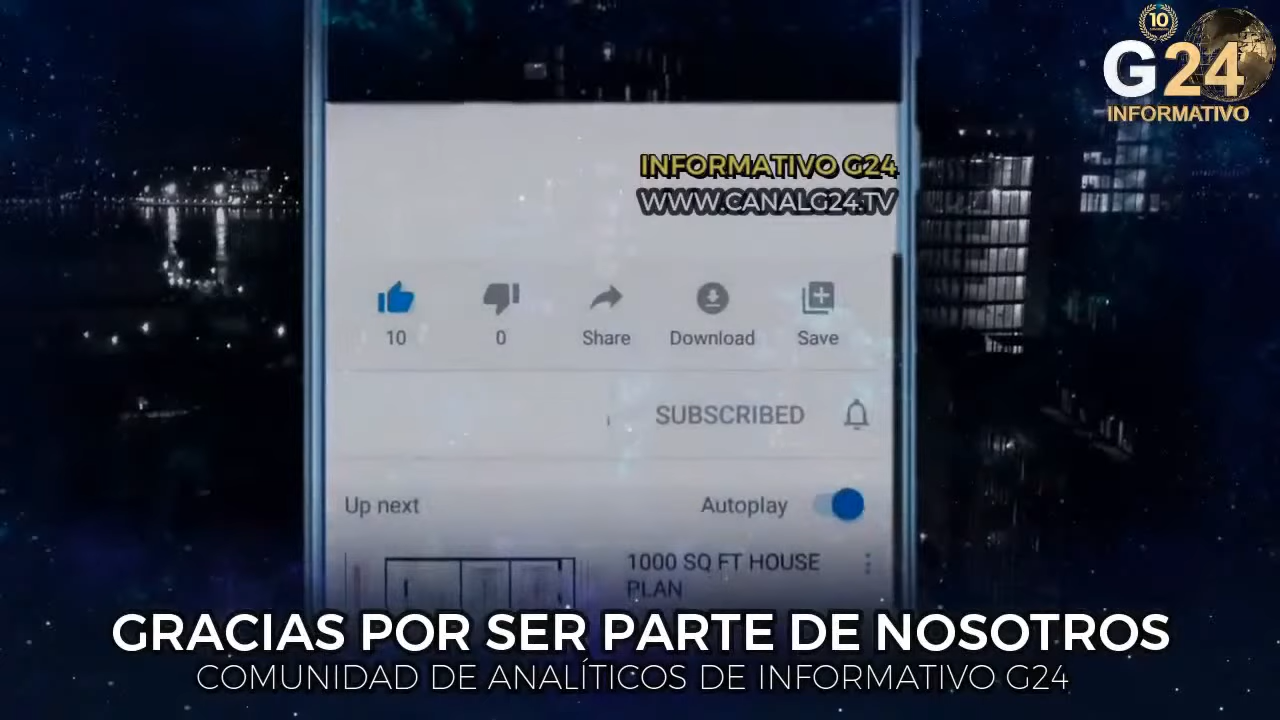 10
G24
INFORMATIVO
INFORMATIVO G24
WWW.CANALG24.TV
10
0
Share
Download
Save
SUBSCRIBED
Up next
Autoplay
1000 SQ FT HOUSE
PLAN
GRACIAS POR SER PARTE DE NOSOTROS
COMUNIDAD DE ANALÍTICOS DE INFORMATIVO G24